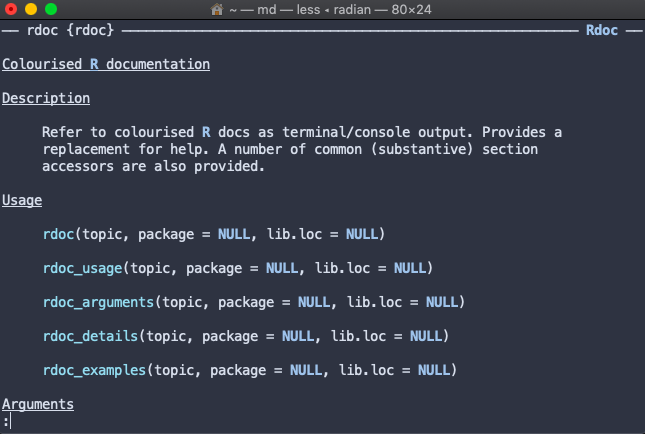 ~ — md — less ◂ radian — 80×24
── rdoc {rdoc} ────────────────────────────────────────────────────────── Rdoc ──
Colourised R documentation
Description
Refer to colourised R docs as terminal/console output. Provides a
replacement for help. A number of common (substantive) section
accessors are also provided.
Usage
rdoc(topic, package = NULL, lib.loc = NULL)
rdoc_usage(topic, package = NULL, lib.loc = NULL)
rdoc_arguments(topic, package = NULL, lib.loc = NULL)
rdoc_details(topic, package = NULL, lib.loc = NULL)
rdoc_examples(topic, package = NULL, lib.loc = NULL)
Arguments
: